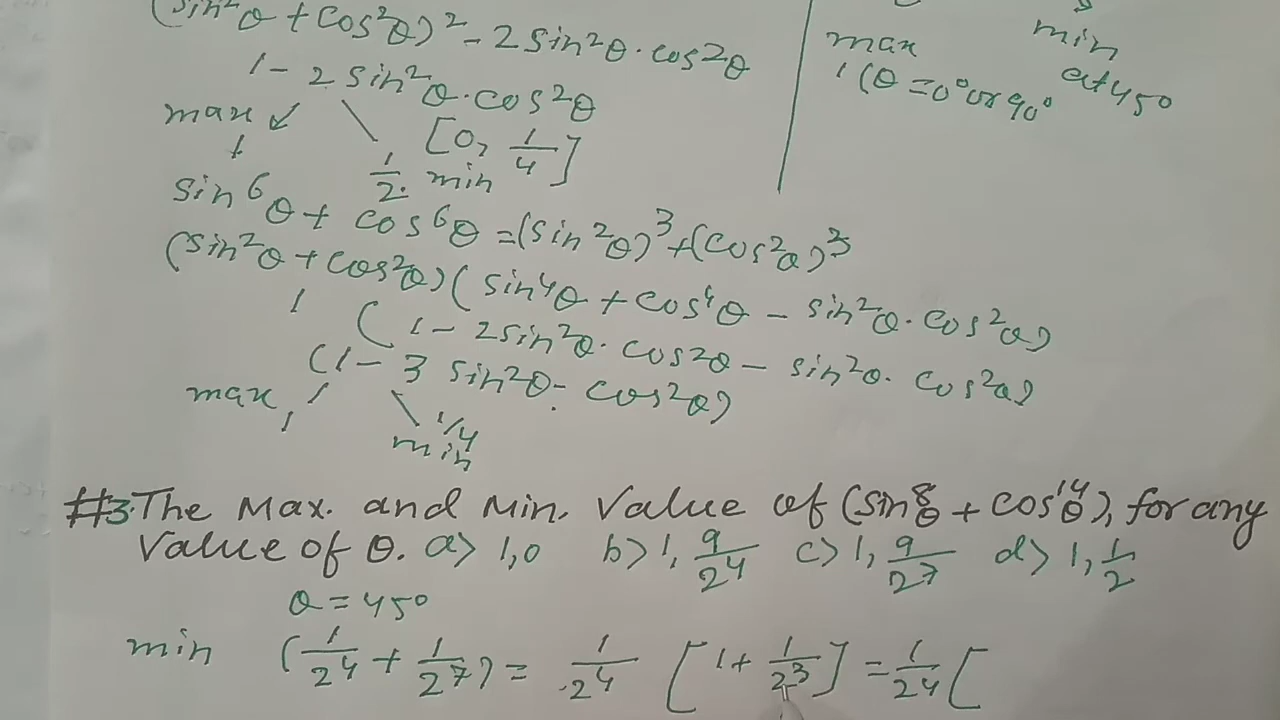 (sin²θ + cos²θ)² - 2 sin²θ · cos2θ
1 - 2 sin²θ · cos²θ
max
[0, 1/4]
1/2 · min
max
1 (θ = 0° or 90°
min
at 45°
sin⁶θ + cos⁶θ = (sin²θ)³ + (cos²θ)³
(sin²θ + cos²θ) (sin⁴θ + cos⁴θ - sin²θ · cos²θ)
1 (1 - 2sin²θ · cos2θ - sin²θ · cos²θ)
(1 - 3 sin²θ · cos²θ)
max 1
1/4
min
#3. The Max. and Min. Value of (sin⁸θ + cos¹⁴θ), for any
Value of θ. a> 1,0 b> 1, 9/2⁴ c> 1, 9/2⁷ d> 1, 1/2
θ = 45°
min (1/2⁴ + 1/2⁷) = 1/2⁴ [1 + 1/2³] = 1/2⁴ [